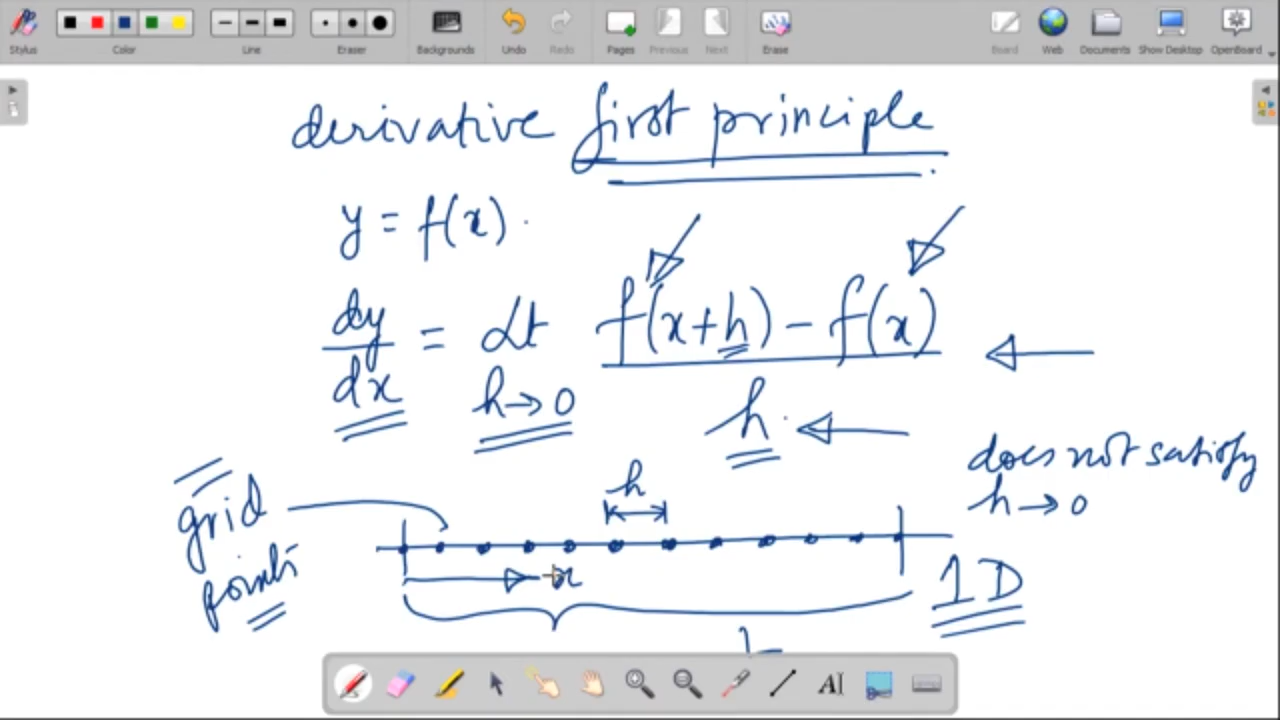 Stylus Color Line Eraser Backgrounds Undo Redo Pages Previous Next Erase Board Web Documents Show Desktop OpenBoard
derivative first principle
y = f(x)
dy/dx = Lt h→0 (f(x+h) − f(x))/h
does not satisfy
h → 0
h
grid
points
x
1D